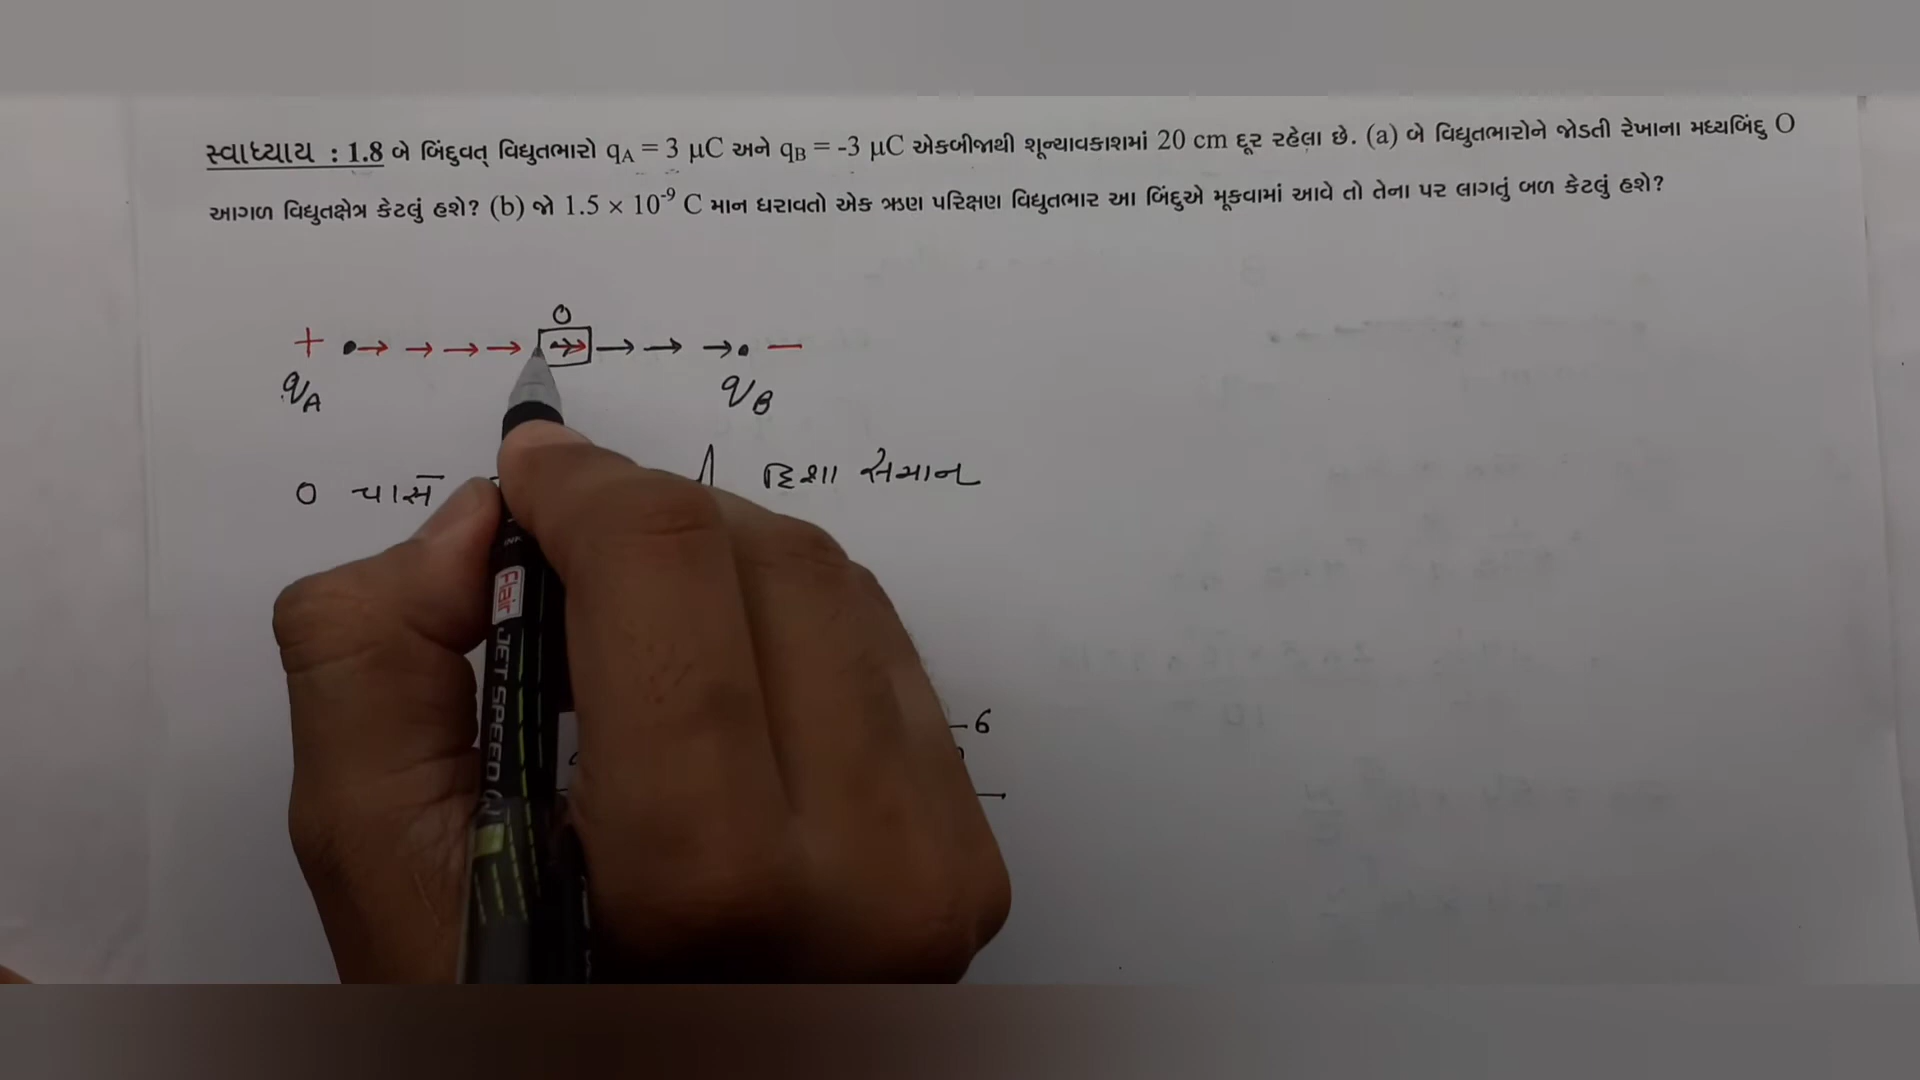 સ્વાધ્યાય : 1.8 બે બિંદુવત્ વિદ્યુતભારો qA = 3 μC અને qB = -3 μC એકબીજાથી શૂન્યાવકાશમાં 20 cm દૂર રહેલા છે. (a) બે વિદ્યુતભારોને જોડતી રેખાના મધ્યબિંદુ O
આગળ વિદ્યુતક્ષેત્ર કેટલું હશે? (b) જો 1.5 × 10⁻⁹ C માન ધરાવતો એક ઋણ પરિક્ષણ વિદ્યુતભાર આ બિંદુએ મૂકવામાં આવે તો તેના પર લાગતું બળ કેટલું હશે?
O
+ •→ → → → →→ → → →• −
qA qB
O પાસે દિશા સમાન
-6
Flair JET SPEED